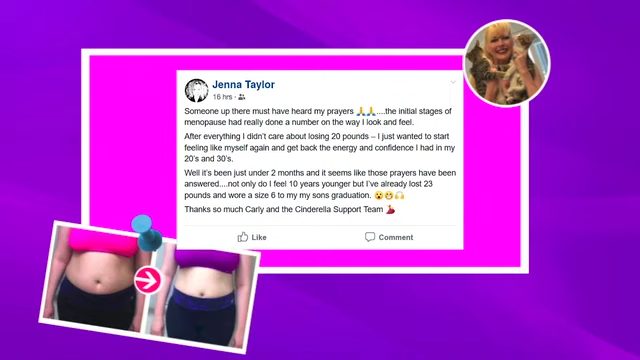 Jenna Taylor
16 hrs ·
Someone up there must have heard my prayers 🙏🙏....the initial stages of
menopause had really done a number on the way I look and feel.
After everything I didn't care about losing 20 pounds – I just wanted to start
feeling like myself again and get back the energy and confidence I had in my
20's and 30's.
Well it's been just under 2 months and it seems like those prayers have been
answered....not only do I feel 10 years younger but I've already lost 23
pounds and wore a size 6 to my my sons graduation. 😮😁🎧
Thanks so much Carly and the Cinderella Support Team 💃
Like
Comment